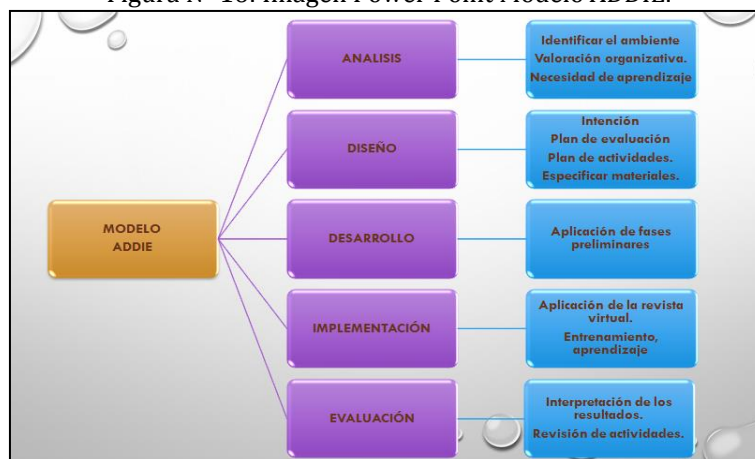 Figura N° 16. Imagen Power Point Modelo ADDIE.
ANALISIS
Identificar el ambiente
Valoración organizativa.
Necesidad de aprendizaje
DISEÑO
Intención
Plan de evaluación
Plan de actividades.
Especificar materiales.
MODELO
ADDIE
DESARROLLO
Aplicación de fases
preliminares
IMPLEMENTACIÓN
Aplicación de la revista
virtual.
Entrenamiento,
aprendizaje
EVALUACIÓN
Interpretación de los
resultados.
Revisión de actividades.